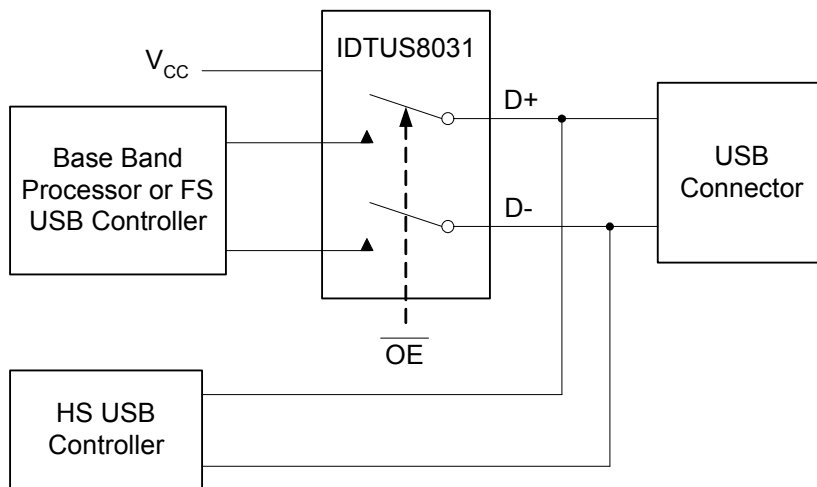 IDTUS8031
VCC
D+
Base Band
Processor or FS
USB Controller
USB
Connector
D-
OE
HS USB
Controller